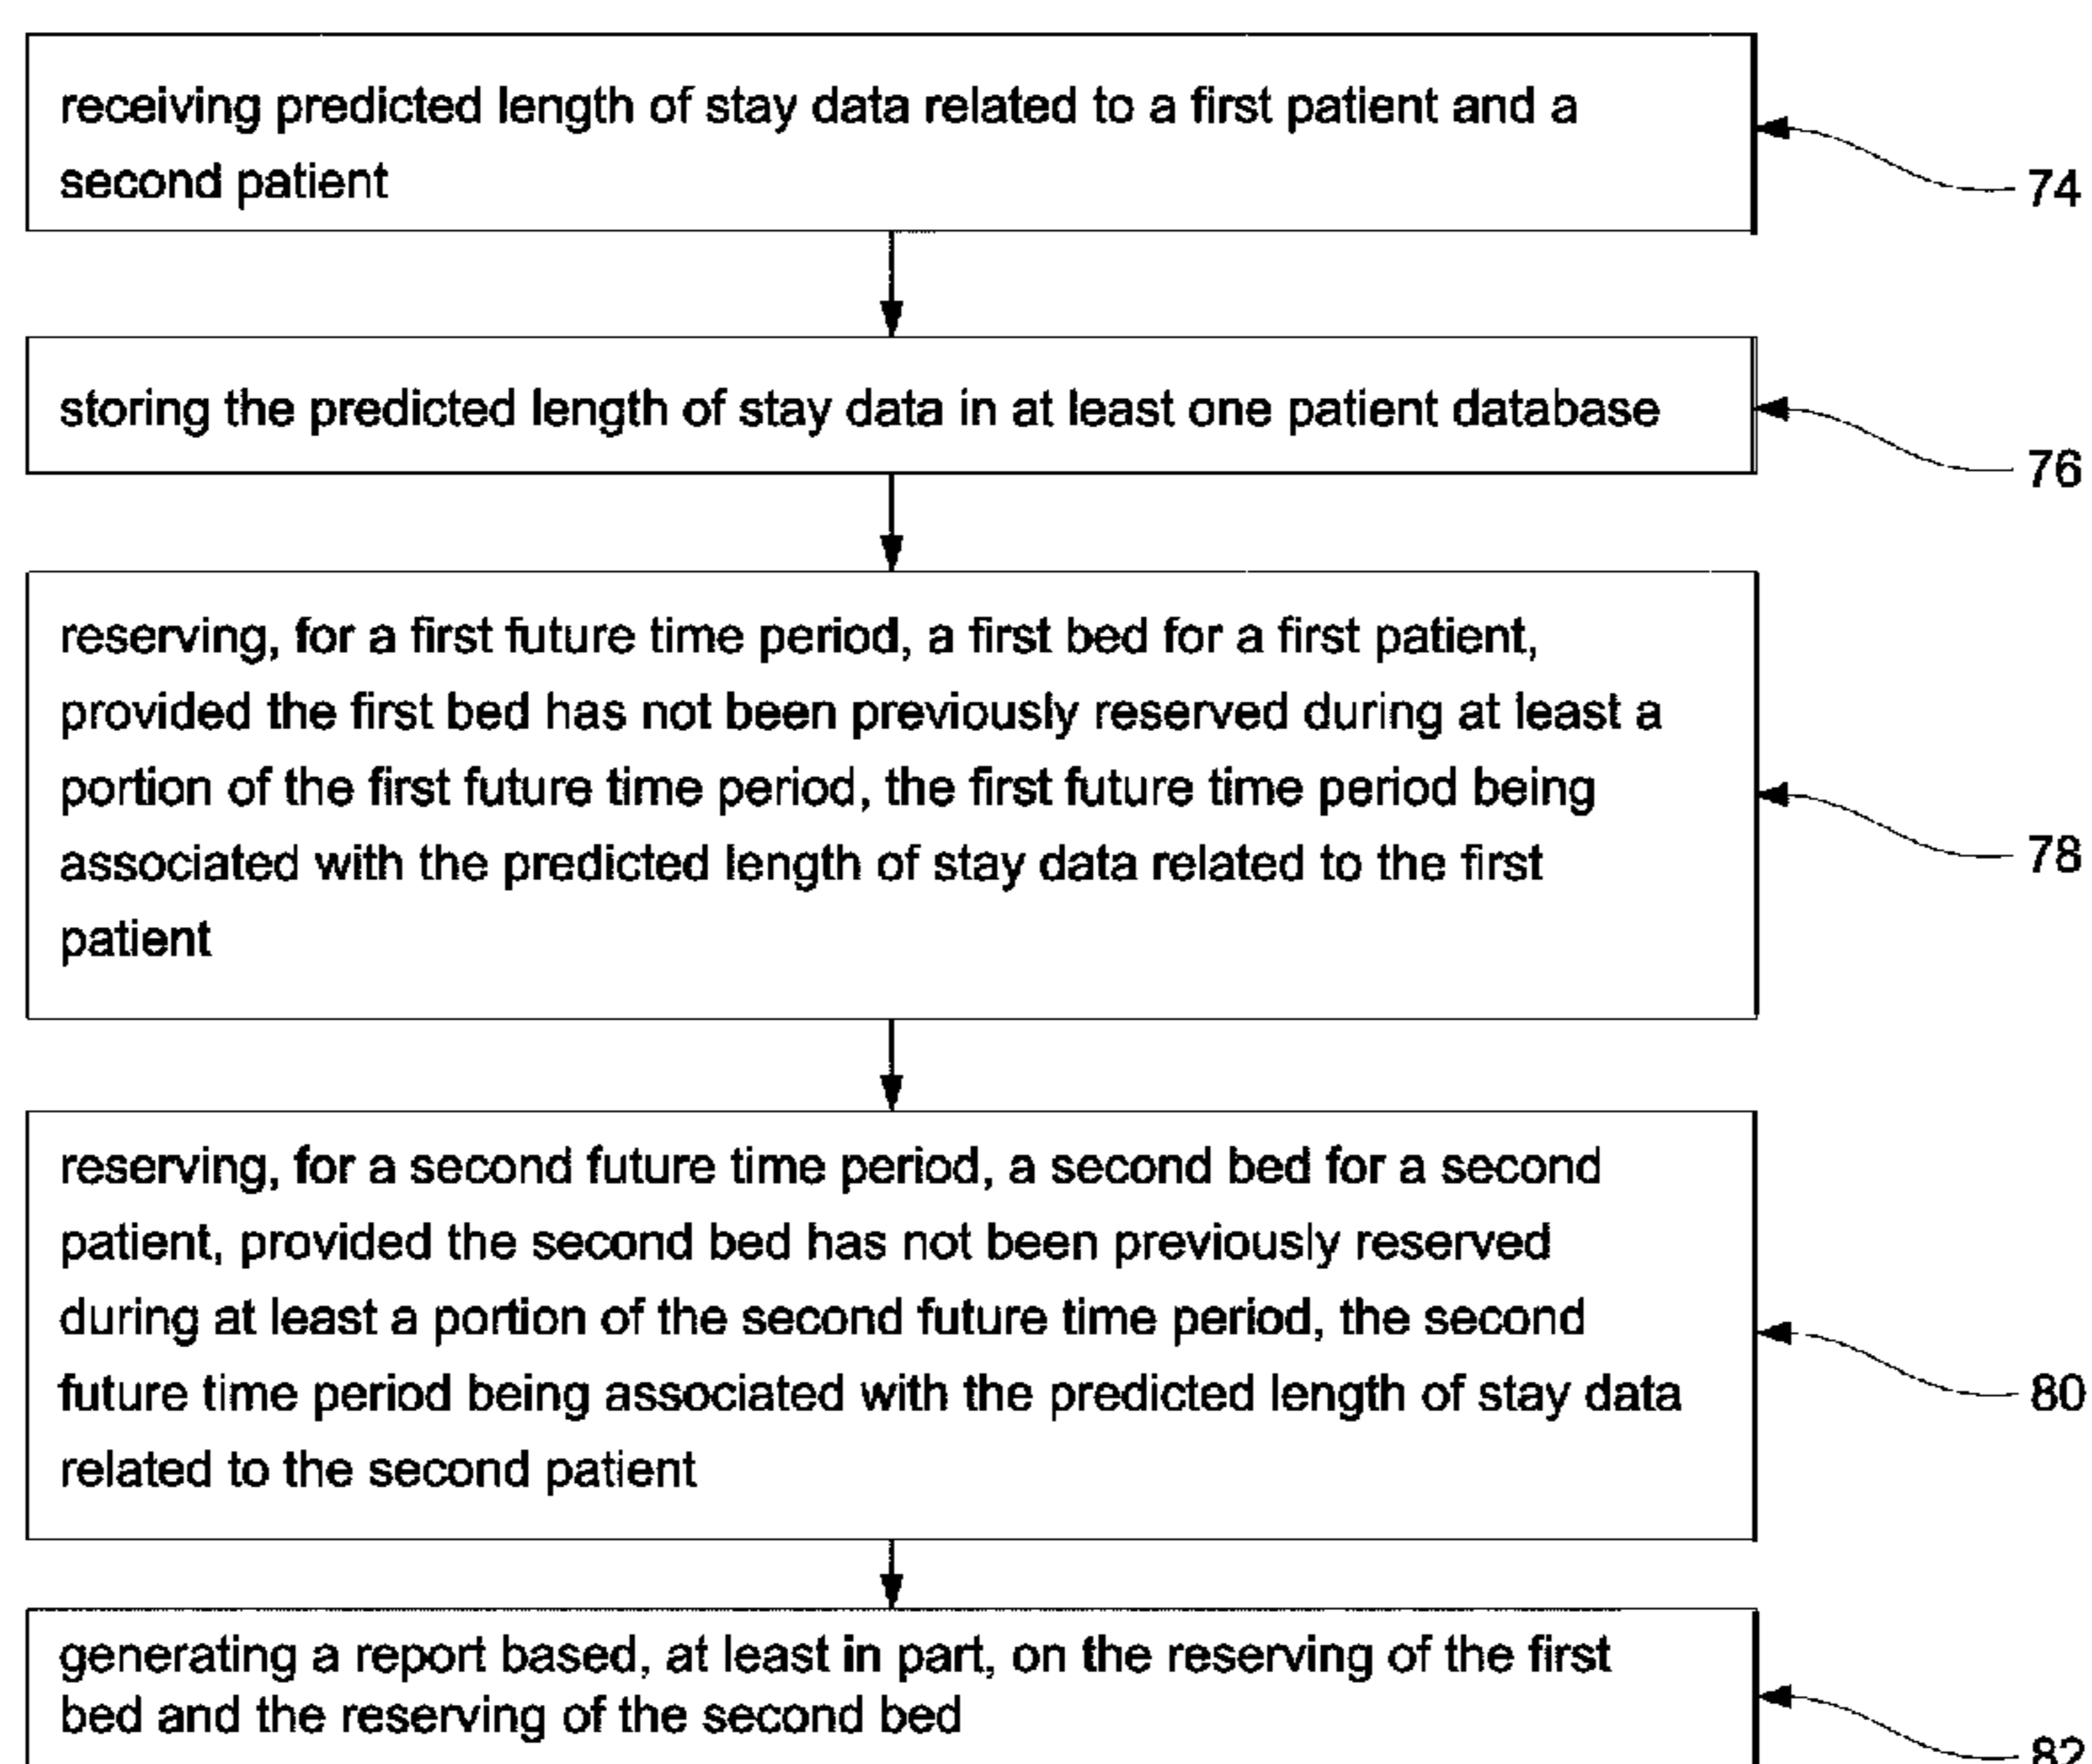 receiving predicted length of stay data related to a first patient and a
second patient
74
storing the predicted length of stay data in at least one patient database
76
reserving, for a first future time period, a first bed for a first patient,
provided the first bed has not been previously reserved during at least a
portion of the first future time period, the first future time period being
associated with the predicted length of stay data related to the first
patient
78
reserving, for a second future time period, a second bed for a second
patient, provided the second bed has not been previously reserved
during at least a portion of the second future time period, the second
future time period being associated with the predicted length of stay data
related to the second patient
80
generating a report based, at least in part, on the reserving of the first
bed and the reserving of the second bed
82